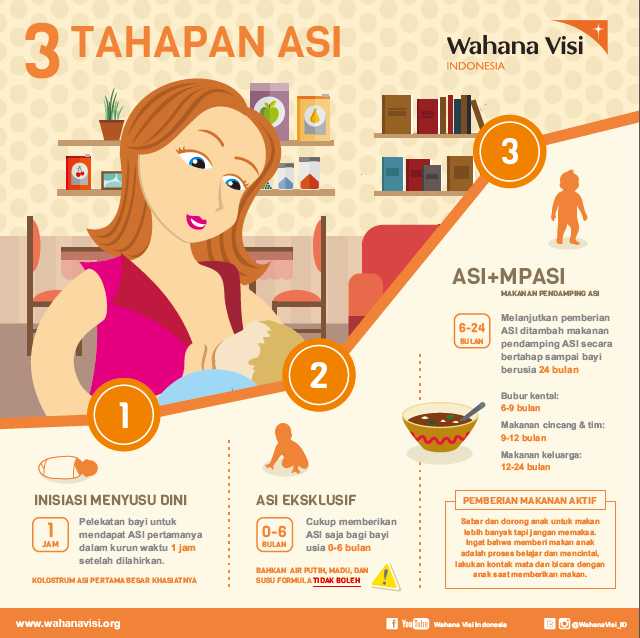 3 TAHAPAN ASI
Wahana Visi
INDONESIA
3
ASI+MPASI
MAKANAN PENDAMPING ASI
6-24
BULAN
Melanjutkan pemberian
ASI ditambah makanan
pendamping ASI secara
bertahap sampai bayi
berusia 24 bulan
Bubur kental:
6-9 bulan
Makanan cincang & tim:
9-12 bulan
Makanan keluarga:
12-24 bulan
2
1
INISIASI MENYUSU DINI
1
JAM
Pelekatan bayi untuk
mendapat ASI pertamanya
dalam kurun waktu 1 jam
setelah dilahirkan.
KOLOSTRUM ASI PERTAMA BESAR KHASIATNYA
ASI EKSKLUSIF
0-6
BULAN
Cukup memberikan
ASI saja bagi bayi
usia 0-6 bulan
BAHKAN AIR PUTIH, MADU, DAN
SUSU FORMULA TIDAK BOLEH
PEMBERIAN MAKANAN AKTIF
Sabar dan dorong anak untuk makan
lebih banyak tapi jangan memaksa.
Ingat bahwa memberi makan anak
adalah proses belajar dan mencintai,
lakukan kontak mata dan bicara dengan
anak saat memberikan makan.
www.wahanavisi.org
YouTube Wahana Visi Indonesia
@WahanaVisi_ID